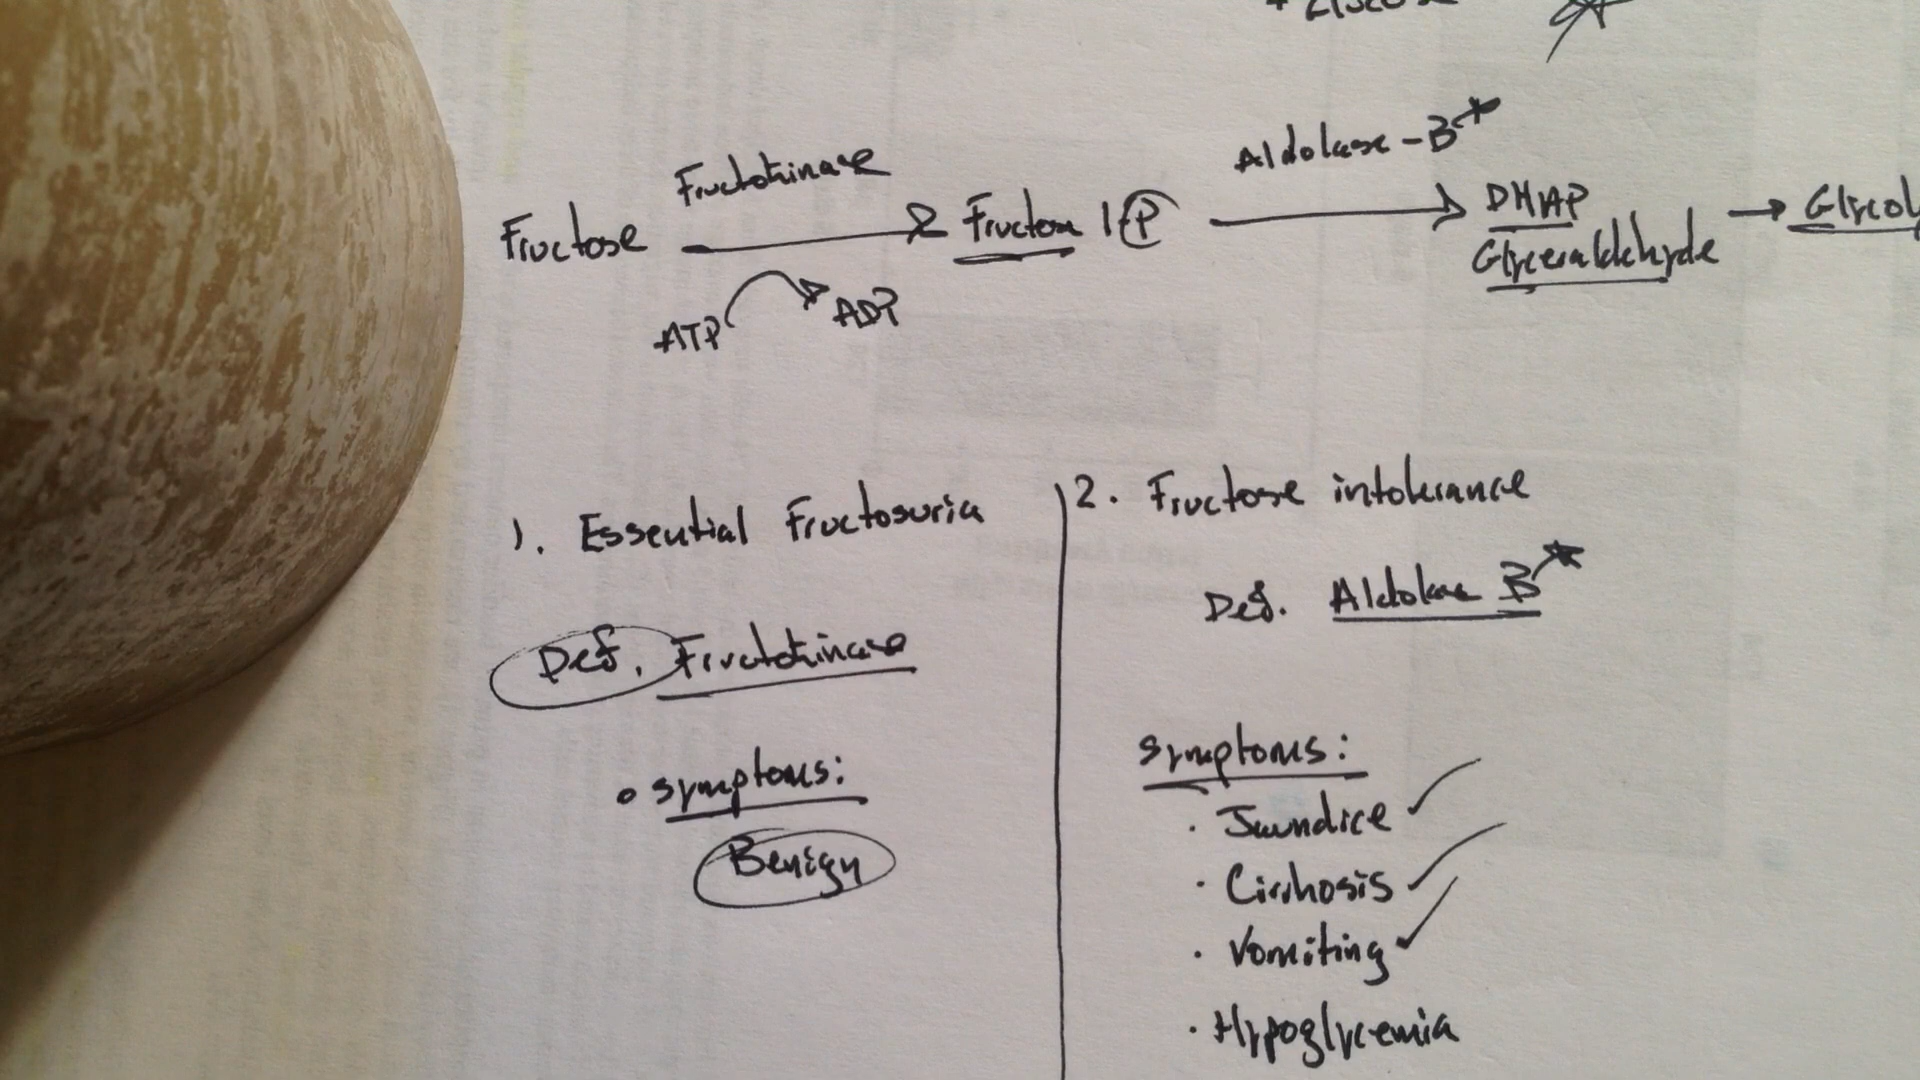 Fructokinase
Aldolase-B
Fructose → Fructose 1-P → DHAP → Glycol
Glyceraldehyde
ATP → ADP
1. Essential Fructosuria
Def. Fructokinase
• symptoms:
Benign
2. Fructose intolerance
Def. Aldolase B
symptoms:
• Jaundice ✓
• Cirrhosis ✓
• Vomiting ✓
• Hypoglycemia